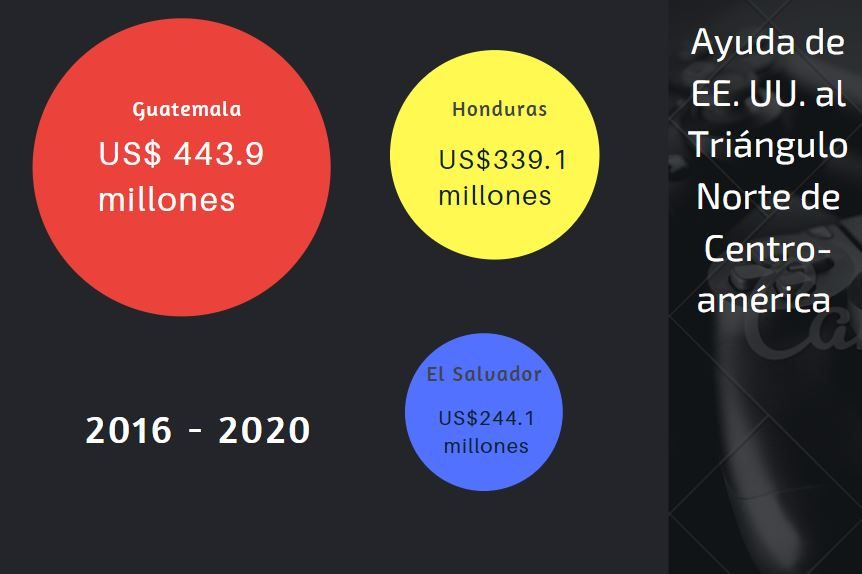 Guatemala
US$ 443.9
millones
Honduras
US$339.1
millones
El Salvador
US$244.1
millones
2016 - 2020
Ayuda de
EE. UU. al
Triángulo
Norte de
Centro-
américa